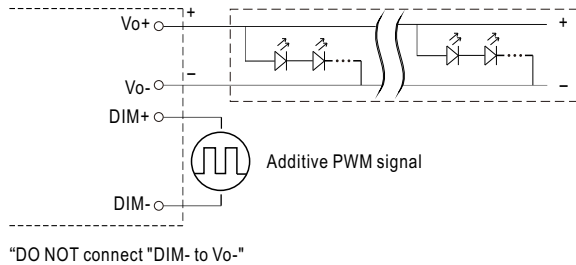 Vo+ + +
Vo- – –
DIM+
Additive PWM signal
DIM-
“DO NOT connect "DIM- to Vo-"